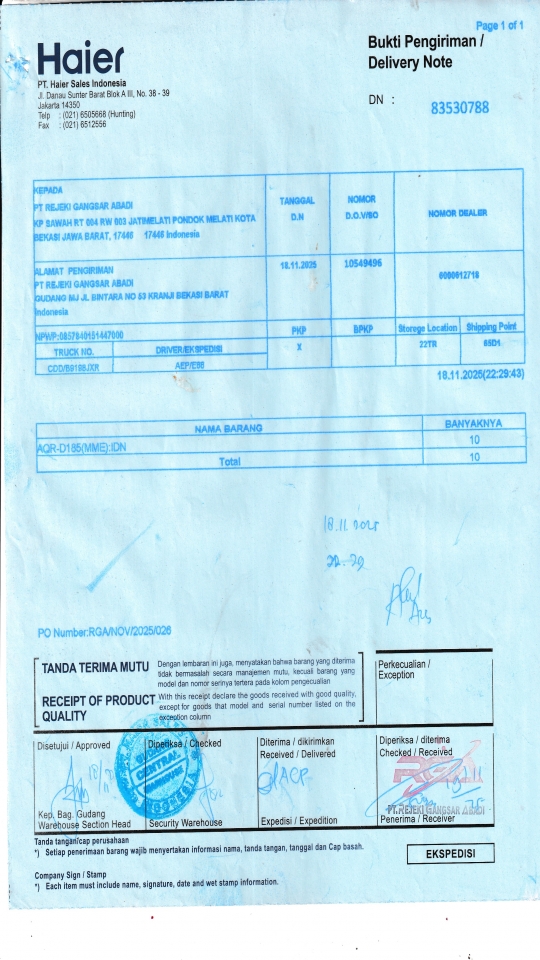 Page 1 of 1
Haier
Bukti Pengiriman /
Delivery Note
PT. Haier Sales Indonesia
Jl. Danau Sunter Barat Blok A III, No. 38 - 39
Jakarta 14350
Telp : (021) 6505668 (Hunting)
Fax : (021) 6512556
DN : 83530788
KEPADA
PT REJEKI GANGSAR ABADI
KP SAWAH RT 004 RW 003 JATIMELATI PONDOK MELATI KOTA
BEKASI JAWA BARAT, 17446 17446 Indonesia
TANGGAL
D.N
NOMOR
D.O.V/SO
NOMOR DEALER
ALAMAT PENGIRIMAN
PT REJEKI GANGSAR ABADI
GUDANG MJ JL BINTARA NO 53 KRANJI BEKASI BARAT
Indonesia
18.11.2025
10549496
6000012718
NPWP:0857840151447000
PKP
BPKP
Storege Location
Shipping Point
TRUCK NO.
DRIVER/EKSPEDISI
X
22TR
65D1
COD/B9198JXR
AEP/E86
18.11.2025(22:29:43)
NAMA BARANG
BANYAKNYA
AQR-D185(MME):IDN
10
Total
10
18.11 2025
22-29
PO Number:RGA/NOV/2025/026
TANDA TERIMA MUTU
Dengan lembaran ini juga, menyatakan bahwa barang yang diterima
tidak bermasalah secara manajemen mutu, kecuali barang yang
model dan nomor serinya tertera pada kolom pengecualian
RECEIPT OF PRODUCT
QUALITY
With this receipt declare the goods received with good quality,
except for goods that model and serial number listed on the
exception column
Perkecualian /
Exception
Disetujui / Approved
Diperiksa / Checked
Diterima / dikirimkan
Received / Delivered
Diperiksa / diterima
Checked / Received
CENTRAL
INDONESIA
RGA
PT.REJEKI GANGSAR ABADI
Kep. Bag. Gudang
Warehouse Section Head
Security Warehouse
Expedisi / Expedition
Penerima / Receiver
Tanda tangan/cap perusahaan
*) Setiap penerimaan barang wajib menyertakan informasi nama, tanda tangan, tanggal dan Cap basah.
EKSPEDISI
Company Sign / Stamp
*) Each item must include name, signature, date and wet stamp information.